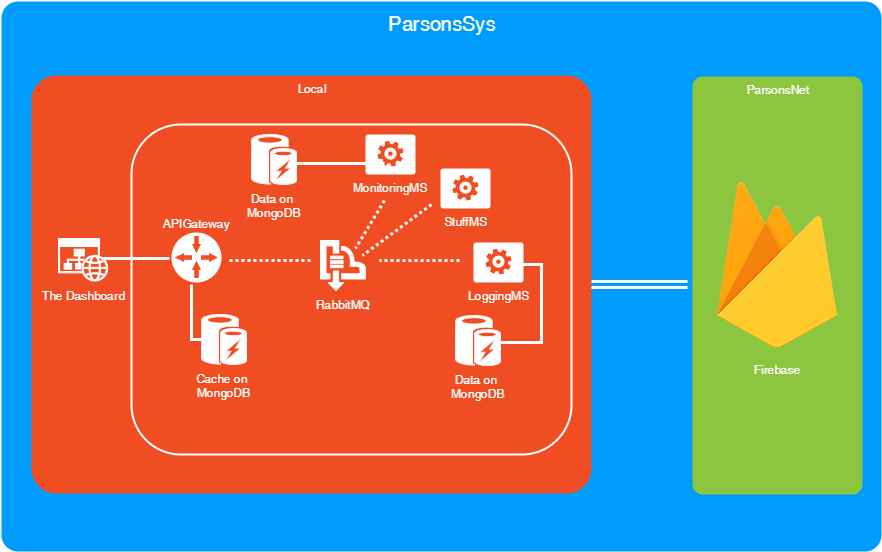 ParsonsSys
Local
ParsonsNet
Data on
MongoDB
MonitoringMS
StuffMS
APIGateway
The Dashboard
RabbitMQ
LoggingMS
Cache on
MongoDB
Data on
MongoDB
Firebase